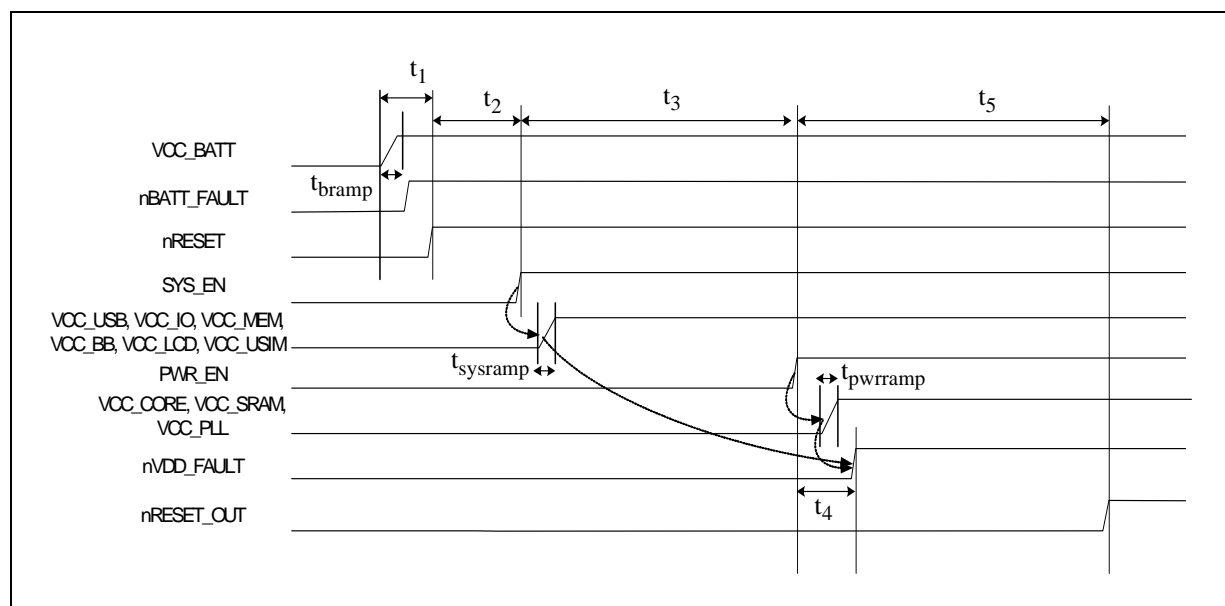 t1
t2
t3
t5
VCC_BATT
tbramp
nBATT_FAULT
nRESET
SYS_EN
VCC_USB, VCC_IO, VCC_MEM,
VCC_BB, VCC_LCD, VCC_USIM
tsysramp
PWR_EN
tpwrramp
VCC_CORE, VCC_SRAM,
VCC_PLL
nVDD_FAULT
t4
nRESET_OUT